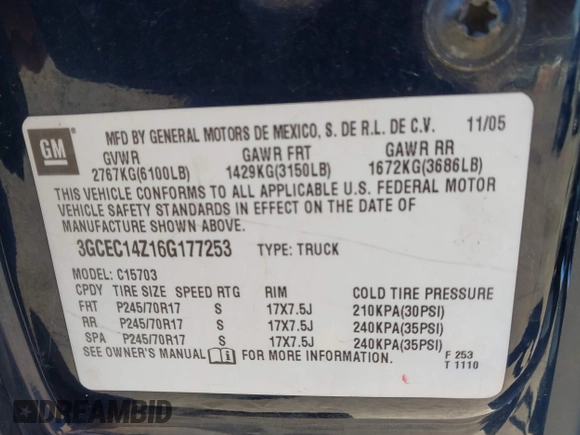 GM
MFD BY GENERAL MOTORS DE MEXICO, S. DE R.L. DE C.V. 11/05
GVWR GAWR FRT GAWR RR
2767KG(6100LB) 1429KG(3150LB) 1672KG(3686LB)
THIS VEHICLE CONFORMS TO ALL APPLICABLE U.S. FEDERAL MOTOR
VEHICLE SAFETY STANDARDS IN EFFECT ON THE DATE OF
MANUFACTURE SHOWN ABOVE.
3GCEC14Z16G177253 TYPE: TRUCK
MODEL: C15703
CPDY TIRE SIZE SPEED RTG RIM COLD TIRE PRESSURE
FRT P245/70R17 S 17X7.5J 210KPA(30PSI)
RR P245/70R17 S 17X7.5J 240KPA(35PSI)
SPA P245/70R17 S 17X7.5J 240KPA(35PSI)
SEE OWNER'S MANUAL FOR MORE INFORMATION. F 253
T 1110
DREAMBID